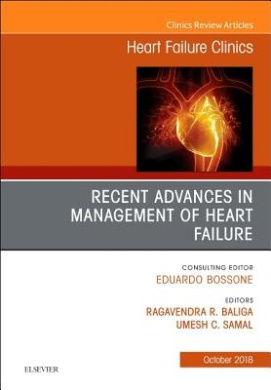 Clinics Review Articles
Heart Failure Clinics
RECENT ADVANCES IN
MANAGEMENT OF HEART
FAILURE
CONSULTING EDITOR
EDUARDO BOSSONE
EDITORS
RAGAVENDRA R. BALIGA
UMESH C. SAMAL
ELSEVIER
October 2018